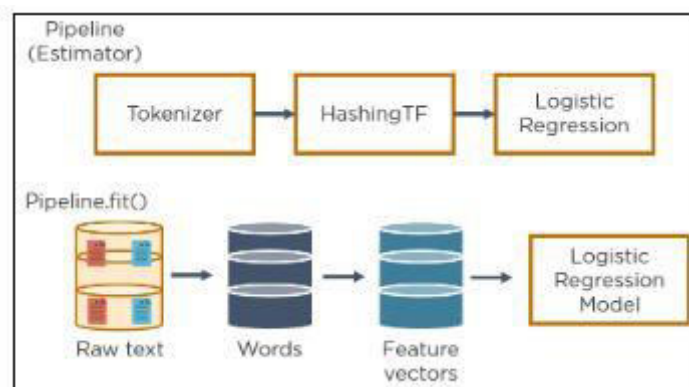 Pipeline
(Estimator)
Tokenizer
HashingTF
Logistic
Regression
Pipeline.fit()
Raw text
Words
Feature
vectors
Logistic
Regression
Model